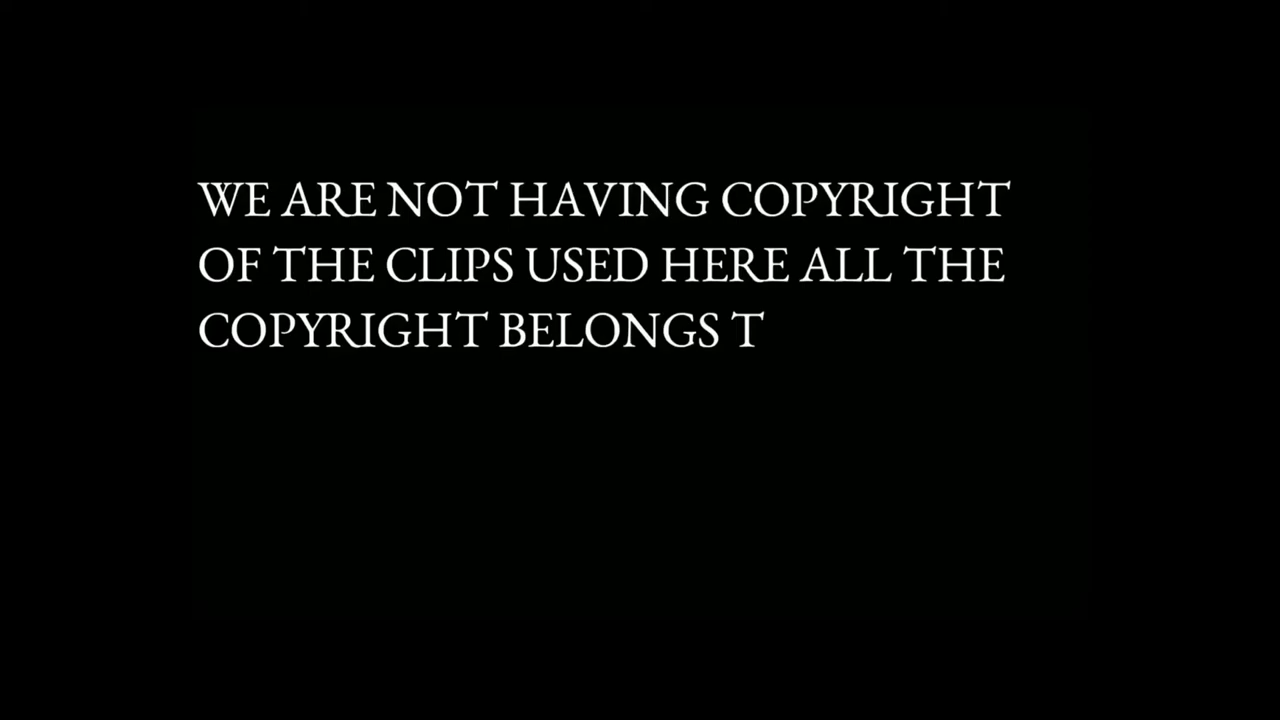 WE ARE NOT HAVING COPYRIGHT
OF THE CLIPS USED HERE ALL THE
COPYRIGHT BELONGS T